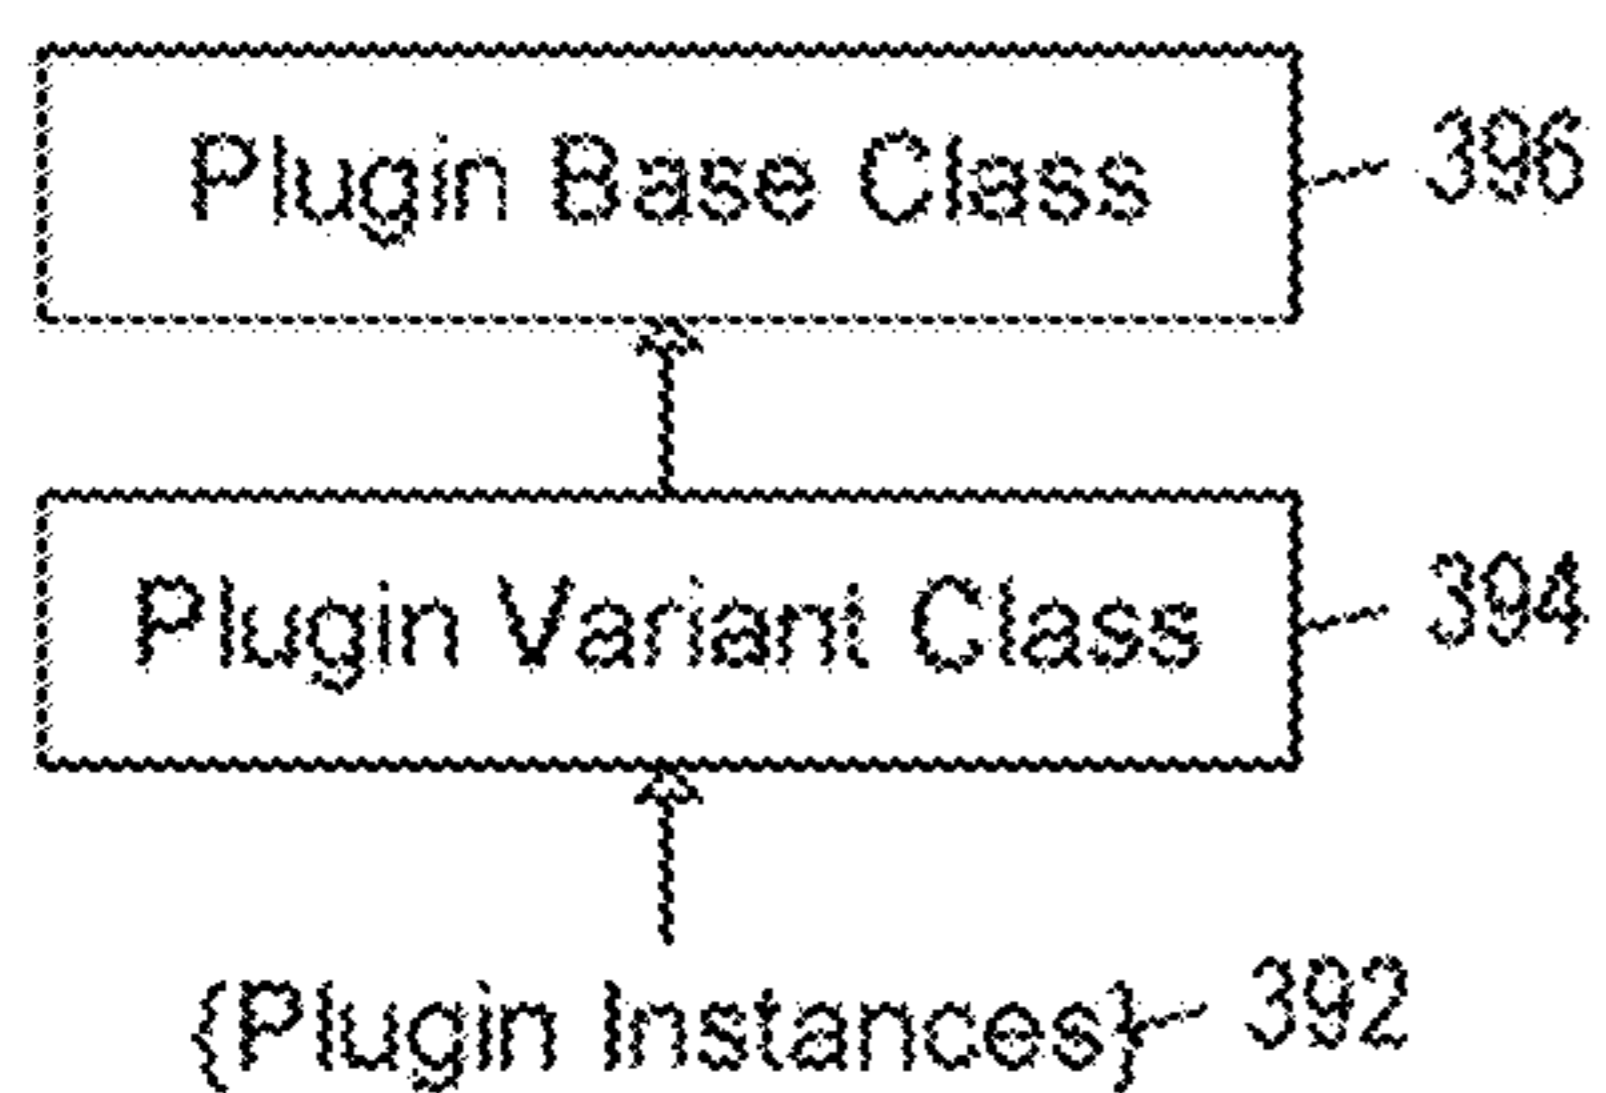 Plugin Base Class
396
Plugin Variant Class
394
{Plugin Instances}
392